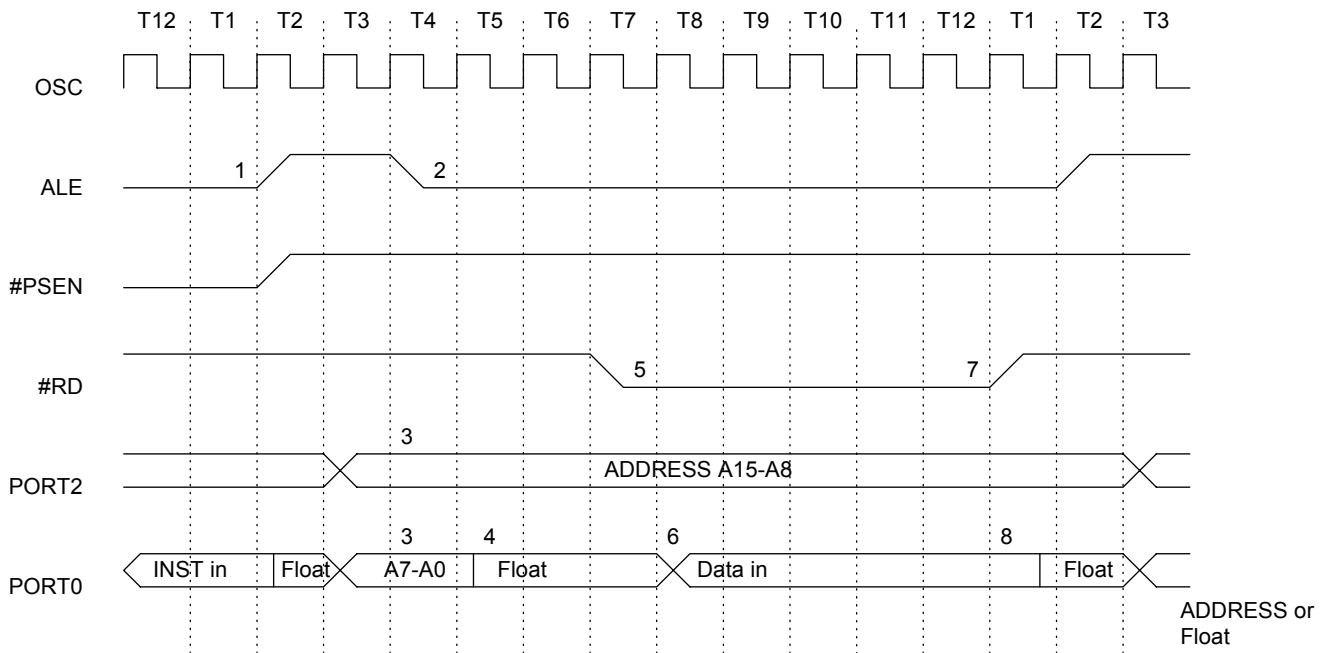 T12 T1 T2 T3 T4 T5 T6 T7 T8 T9 T10 T11 T12 T1 T2 T3
OSC
1 2
ALE
#PSEN
5 7
#RD
3
ADDRESS A15-A8
PORT2
3 4 6 8
INST in Float A7-A0 Float Data in Float
PORT0
ADDRESS or
Float